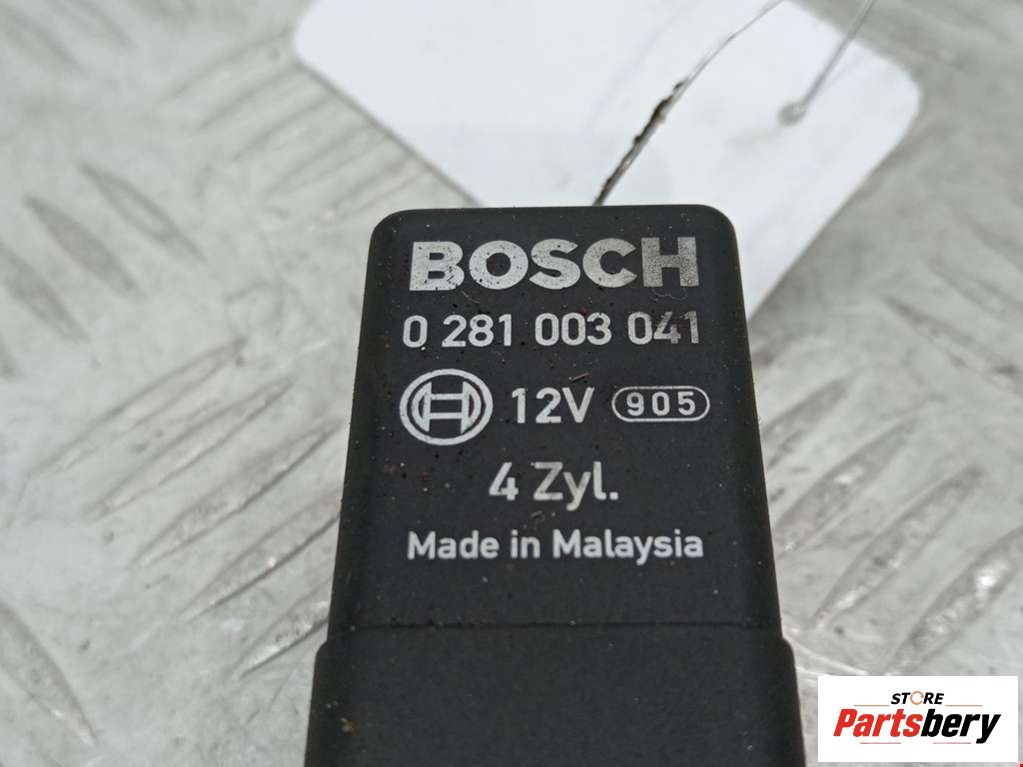 BOSCH
0 281 003 041
12V 905
4 Zyl.
Made in Malaysia
STORE
Partsbery